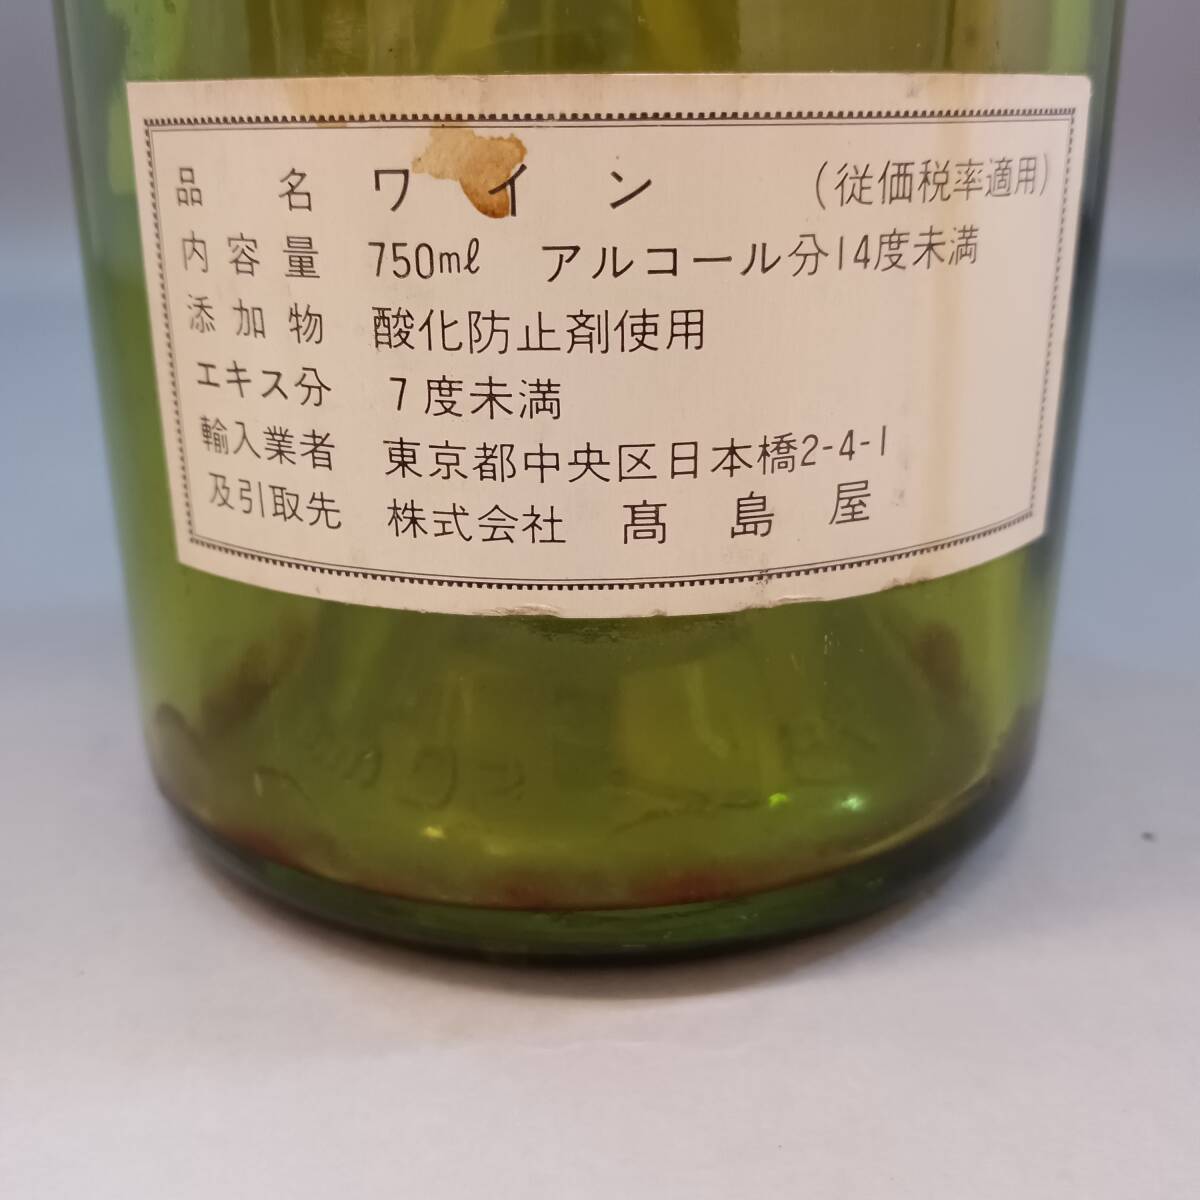 品名 ワイン (従価税率適用)
内容量 750mℓ アルコール分14度未満
添加物 酸化防止剤使用
エキス分 7度未満
輸入業者 東京都中央区日本橋2-4-1
及引取先 株式会社 髙島屋